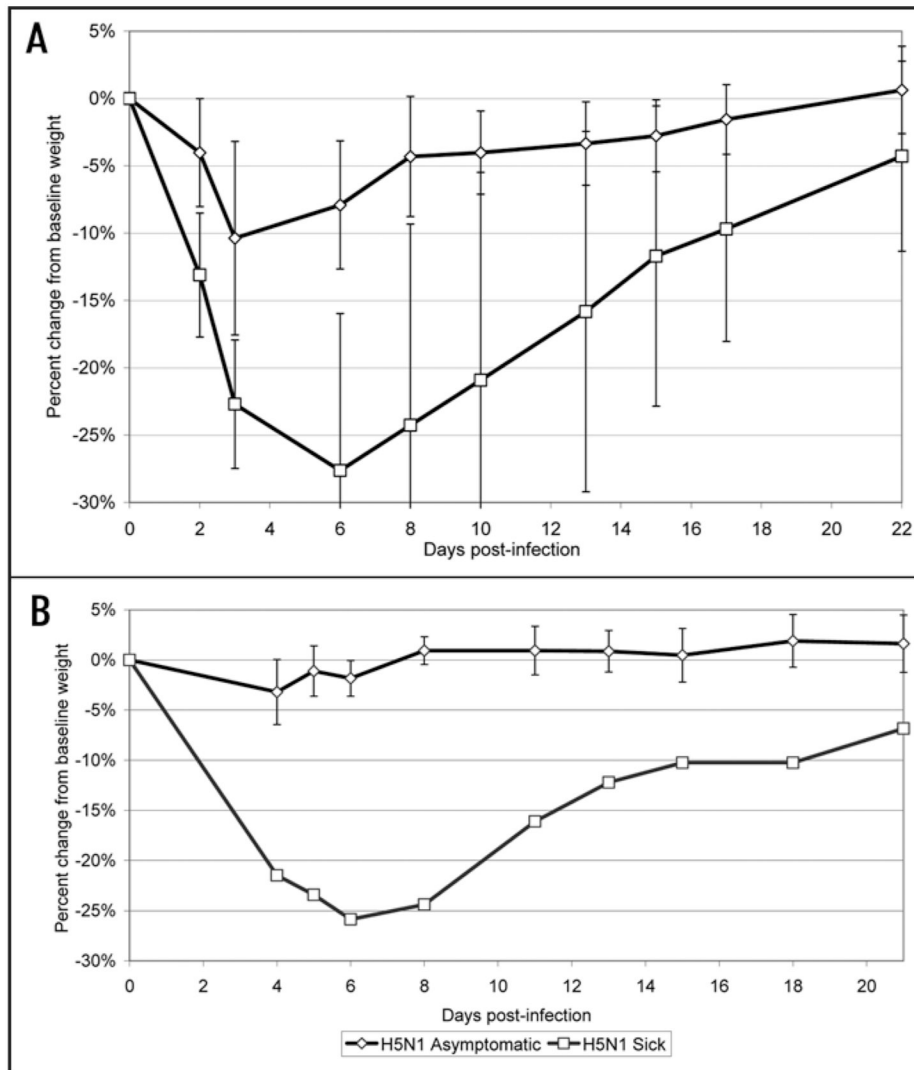 A
Percent change from baseline weight
5%
0%
-5%
-10%
-15%
-20%
-25%
-30%
0 2 4 6 8 10 12 14 16 18 20 22
Days post-infection
B
Percent change from baseline weight
5%
0%
-5%
-10%
-15%
-20%
-25%
-30%
0 2 4 6 8 10 12 14 16 18 20
Days post-infection
H5N1 Asymptomatic H5N1 Sick